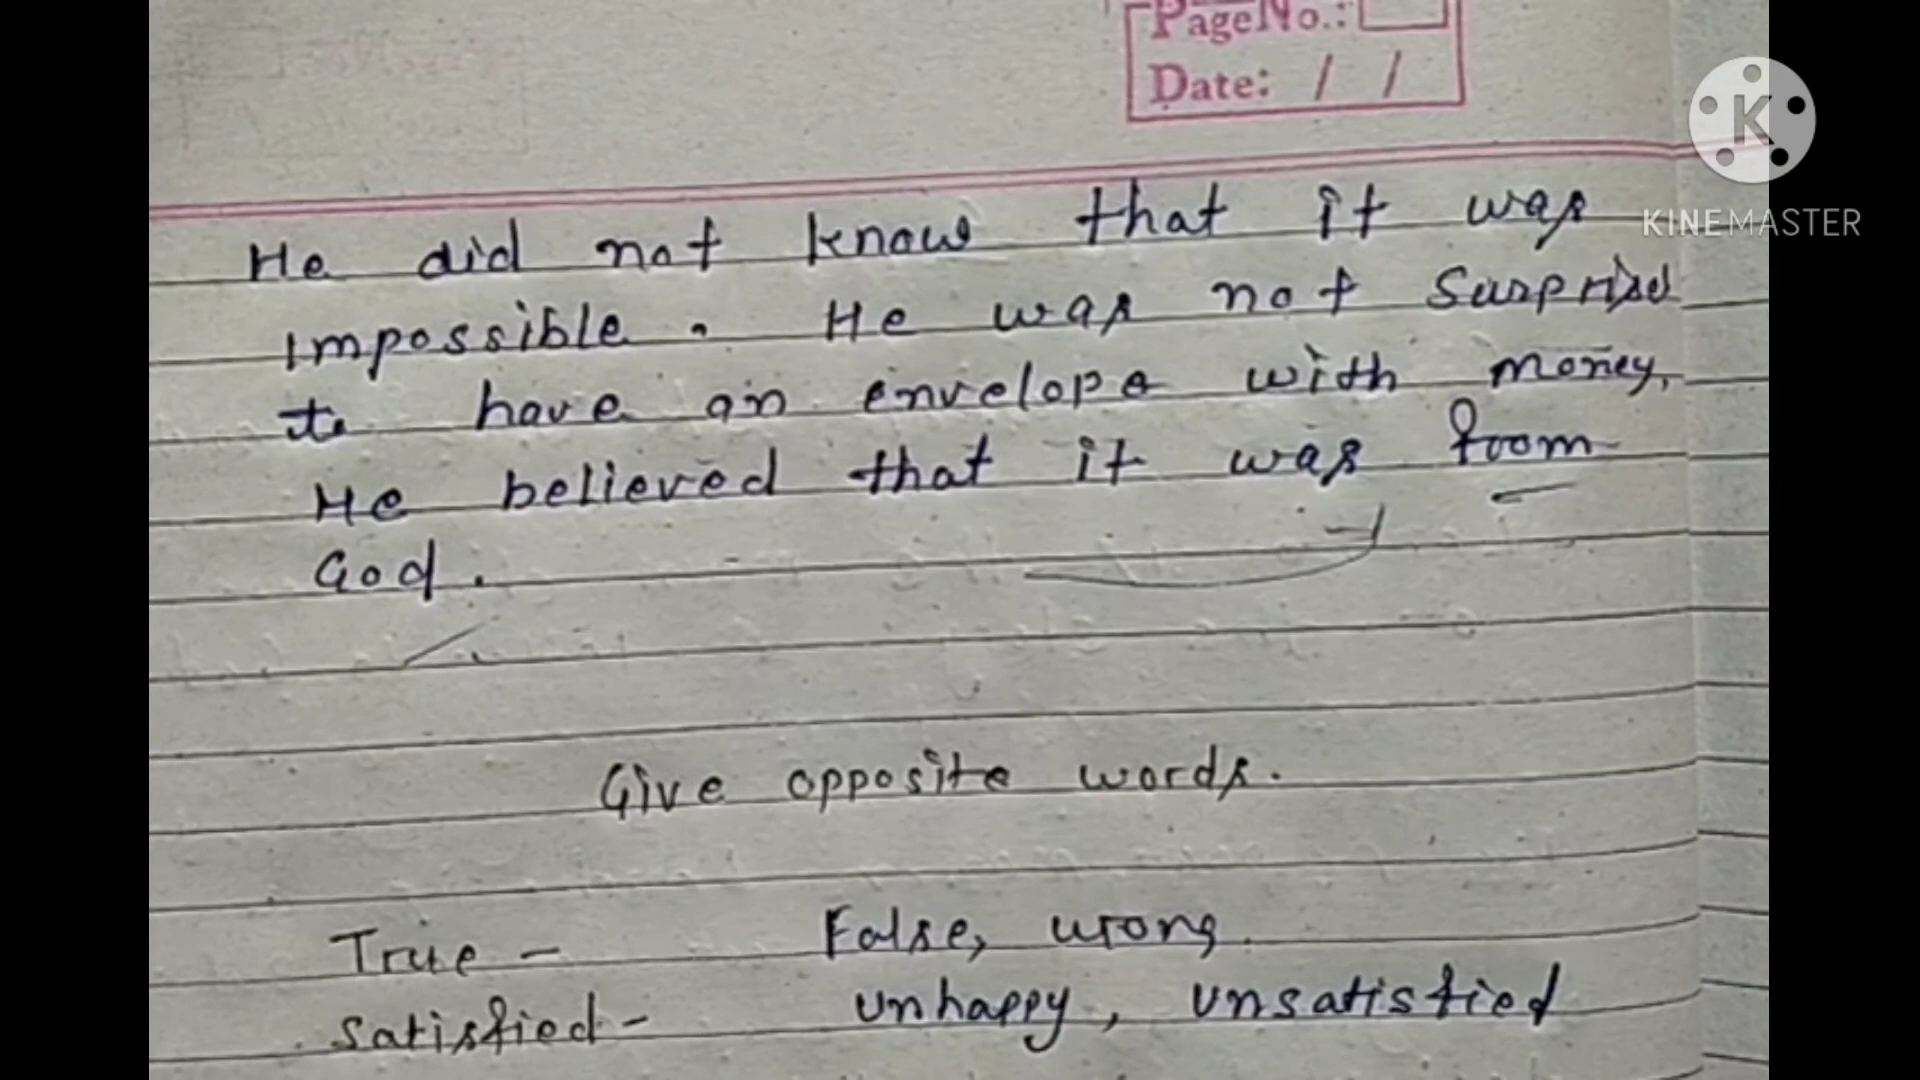 PageNo.:
Date: / /
K
KINEMASTER
He did not know that it was
impossible. He was not surprised
to have an envelope with money.
He believed that it was from
God.
Give opposite words.
True - False, wrong.
Satisfied - unhappy, unsatisfied